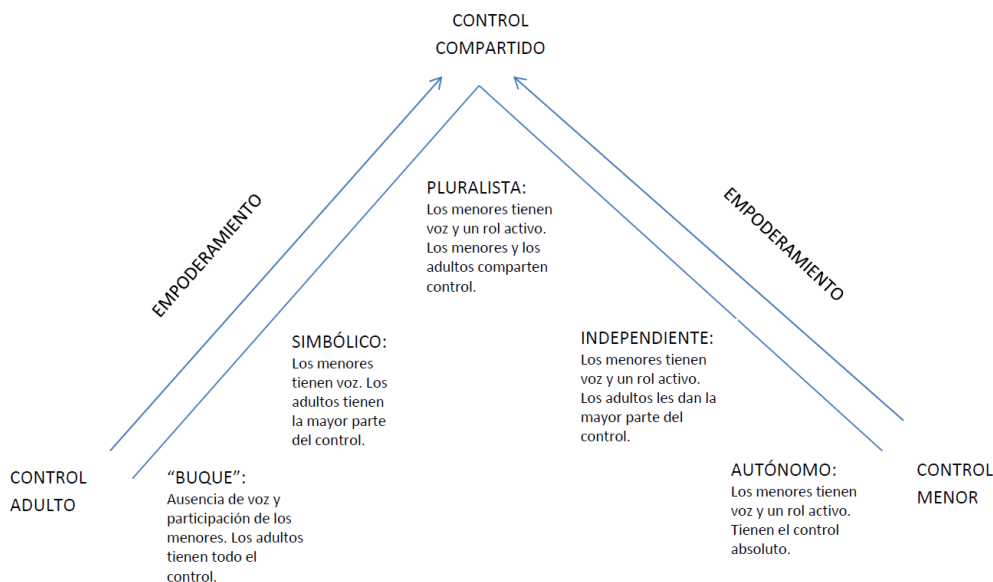 CONTROL
COMPARTIDO
EMPODERAMIENTO
PLURALISTA:
Los menores tienen
voz y un rol activo.
Los menores y los
adultos comparten
control.
EMPODERAMIENTO
SIMBÓLICO:
Los menores
tienen voz. Los
adultos tienen
la mayor parte
del control.
INDEPENDIENTE:
Los menores tienen
voz y un rol activo.
Los adultos les dan la
mayor parte del
control.
CONTROL
ADULTO
“BUQUE”:
Ausencia de voz y
participación de los
menores. Los adultos
tienen todo el
control.
AUTÓNOMO:
Los menores tienen
voz y un rol activo.
Tienen el control
absoluto.
CONTROL
MENOR